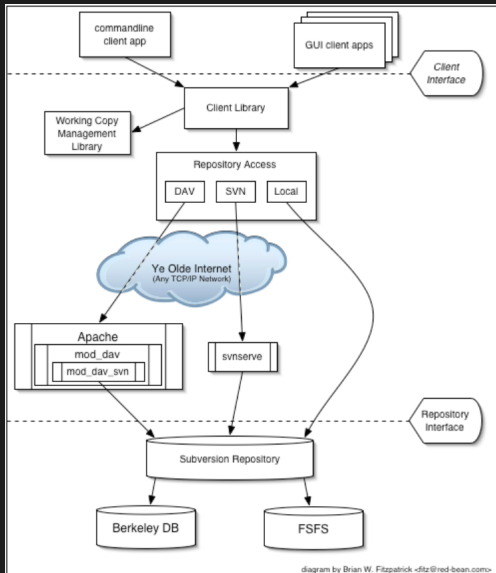 commandline
client app
GUI client apps
Client
Interface
Client Library
Working Copy
Management
Library
Repository Access
DAV
SVN
Local
Ye Olde Internet
(Any TCP/IP Network)
Apache
mod_dav
mod_dav_svn
svnserve
Repository
Interface
Subversion Repository
Berkeley DB
FSFS
diagram by Brian W. Fitzpatrick <fitz@red-bean.com>